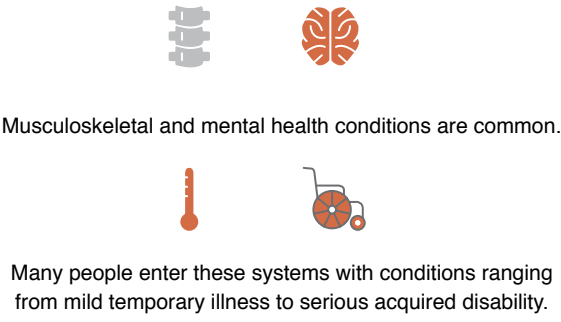 Musculoskeletal and mental health conditions are common.
Many people enter these systems with conditions ranging
from mild temporary illness to serious acquired disability.